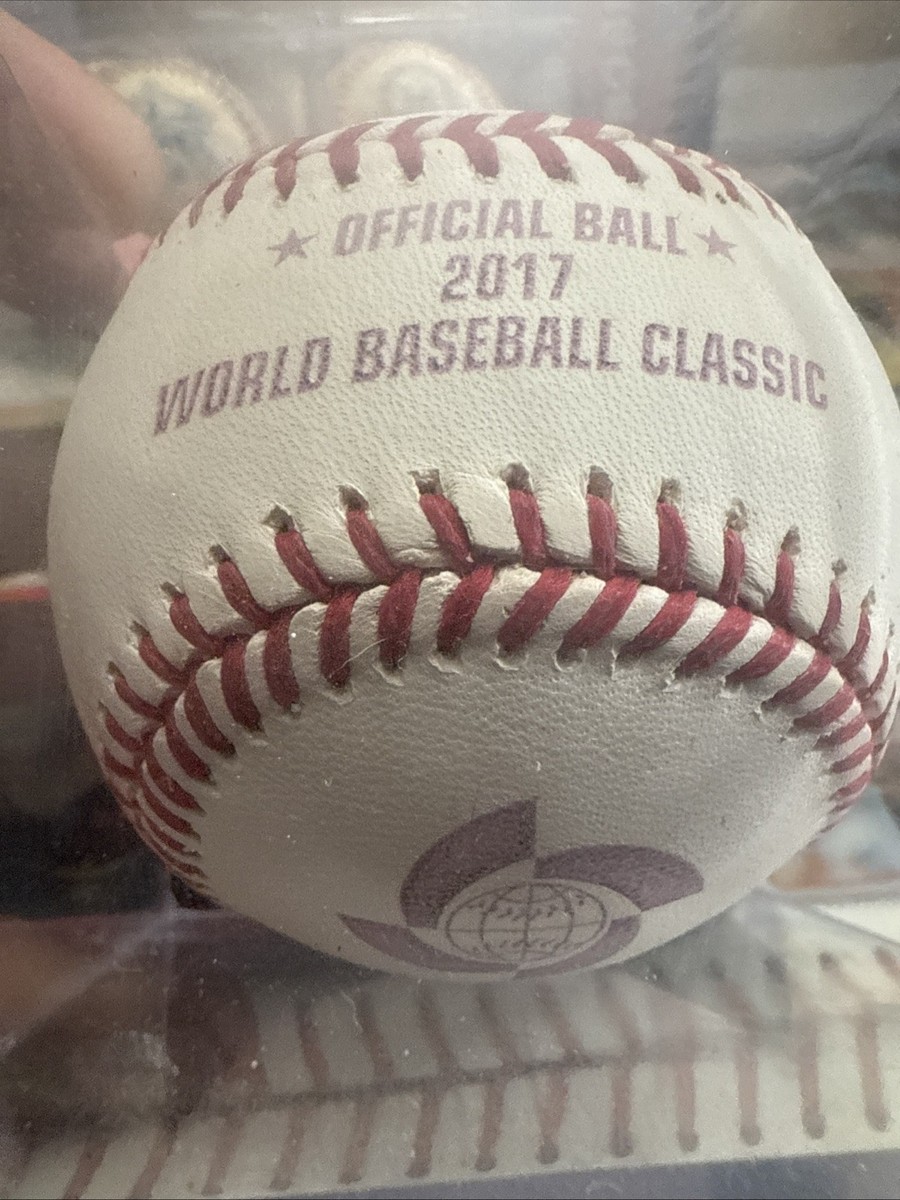 ★ OFFICIAL BALL ★
2017
WORLD BASEBALL CLASSIC